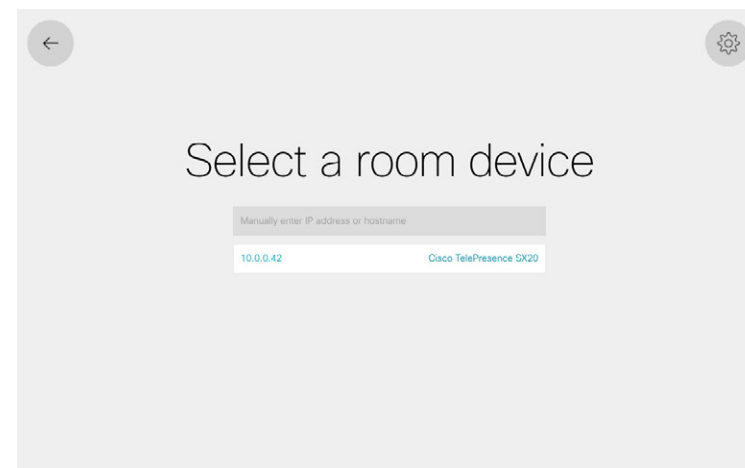 Select a room device
Manually enter IP address or hostname
10.0.0.42 Cisco TelePresence SX20